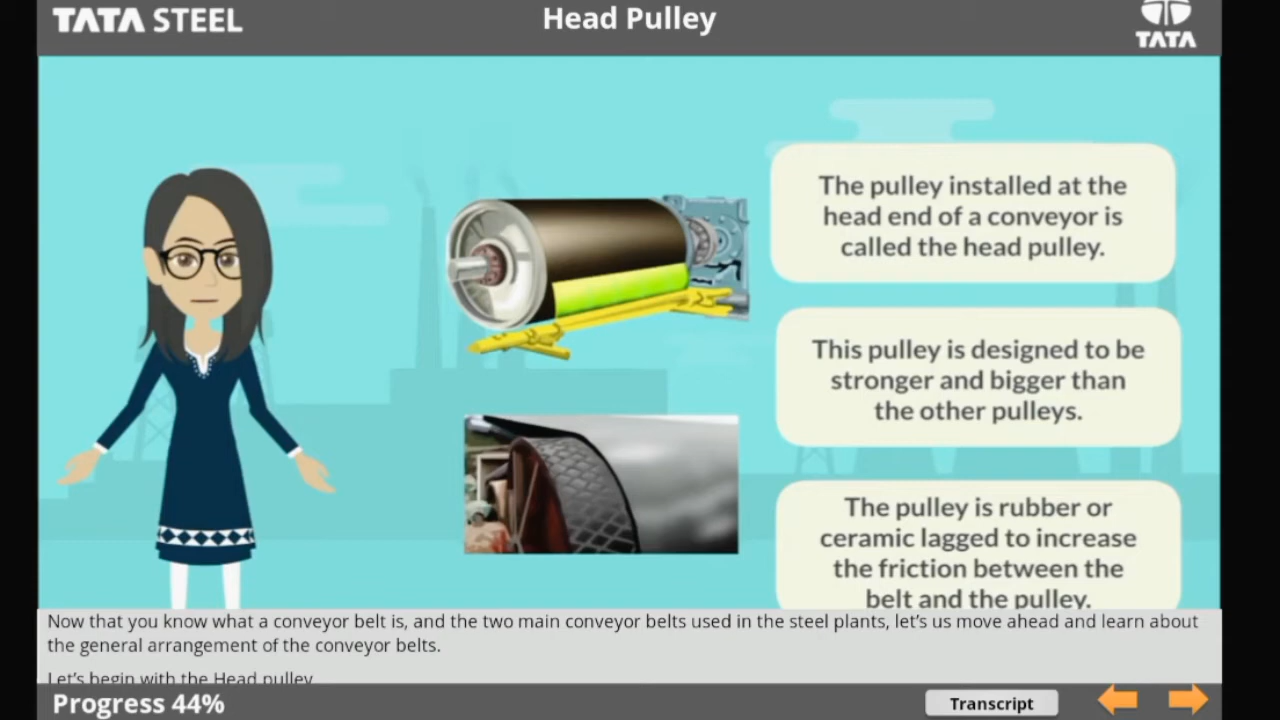 TATA STEEL
Head Pulley
TATA
The pulley installed at the
head end of a conveyor is
called the head pulley.
This pulley is designed to be
stronger and bigger than
the other pulleys.
The pulley is rubber or
ceramic lagged to increase
the friction between the
belt and the pulley.
Now that you know what a conveyor belt is, and the two main conveyor belts used in the steel plants, let's us move ahead and learn about
the general arrangement of the conveyor belts.
Let's begin with the Head pulley
Progress 44%
Transcript